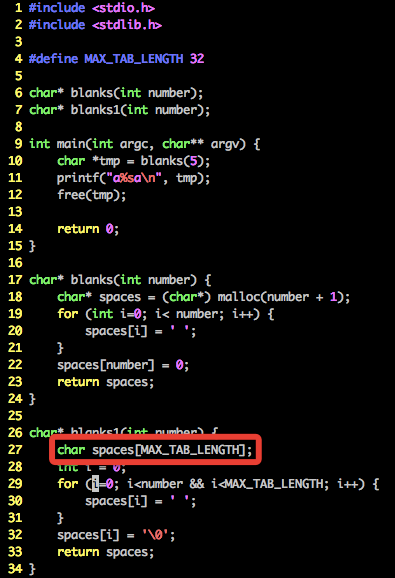 1 #include <stdio.h>
2 #include <stdlib.h>
3
4 #define MAX_TAB_LENGTH 32
5
6 char* blanks(int number);
7 char* blanks1(int number);
8
9 int main(int argc, char** argv) {
10     char *tmp = blanks(5);
11     printf("a%sa\n", tmp);
12     free(tmp);
13
14     return 0;
15 }
16
17 char* blanks(int number) {
18     char* spaces = (char*) malloc(number + 1);
19     for (int i=0; i< number; i++) {
20         spaces[i] = ' ';
21     }
22     spaces[number] = 0;
23     return spaces;
24 }
25
26 char* blanks1(int number) {
27     char spaces[MAX_TAB_LENGTH];
28     int i = 0;
29     for (i=0; i<number && i<MAX_TAB_LENGTH; i++) {
30         spaces[i] = ' ';
31     }
32     spaces[i] = '\0';
33     return spaces;
34 }